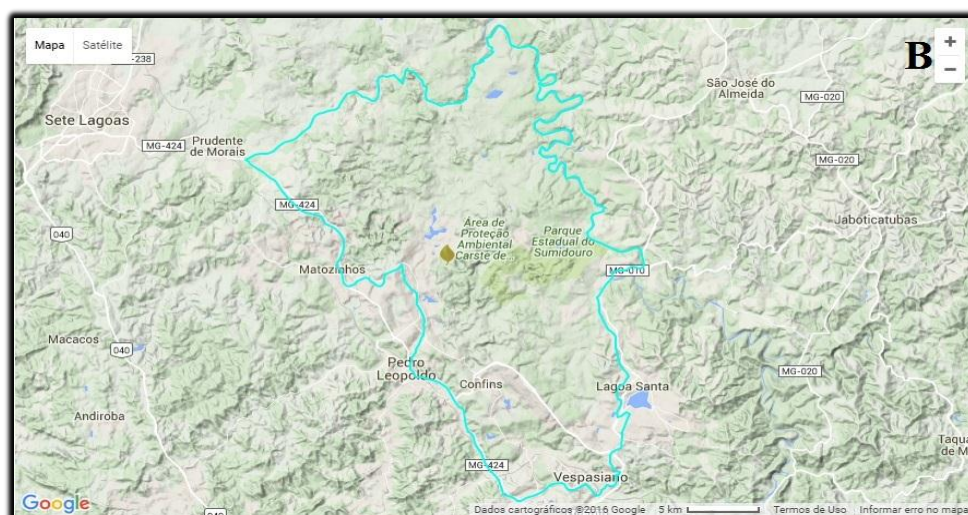 Mapa Satélite
B
+
−
-238
São José do
Almeida
MG-020
Sete Lagoas
MG-424
Prudente
de Morais
MG-020
MG-424
040
Área de
Proteção
Ambiental
Carste de...
Parque
Estadual do
Sumidouro
Jaboticatubas
Matozinhos
MG-010
Macacos
040
Pedro
Leopoldo
Confins
MG-020
Lagoa Santa
Andiroba
Taqua
de M
MG-424
Vespasiano
Google
040
Dados cartográficos ©2016 Google 5 km Termos de Uso Informar erro no mapa